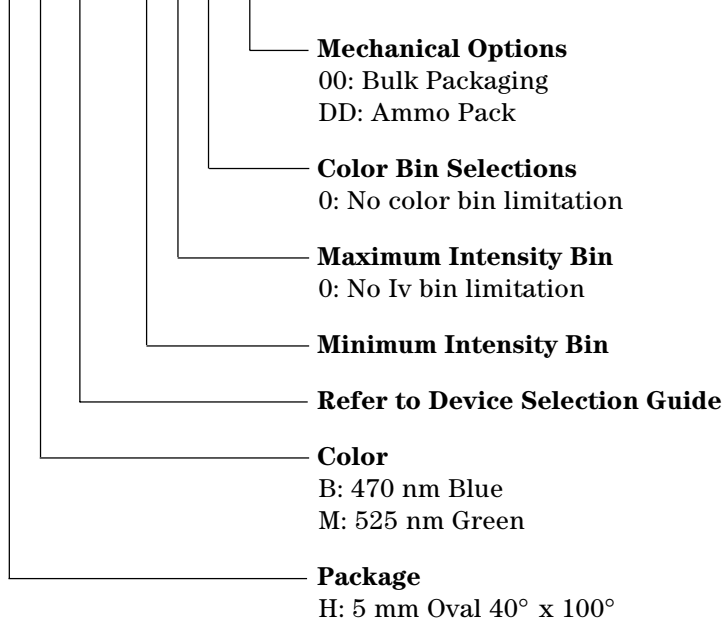 Mechanical Options
00: Bulk Packaging
DD: Ammo Pack
Color Bin Selections
0: No color bin limitation
Maximum Intensity Bin
0: No Iv bin limitation
Minimum Intensity Bin
Refer to Device Selection Guide
Color
B: 470 nm Blue
M: 525 nm Green
Package
H: 5 mm Oval 40° x 100°